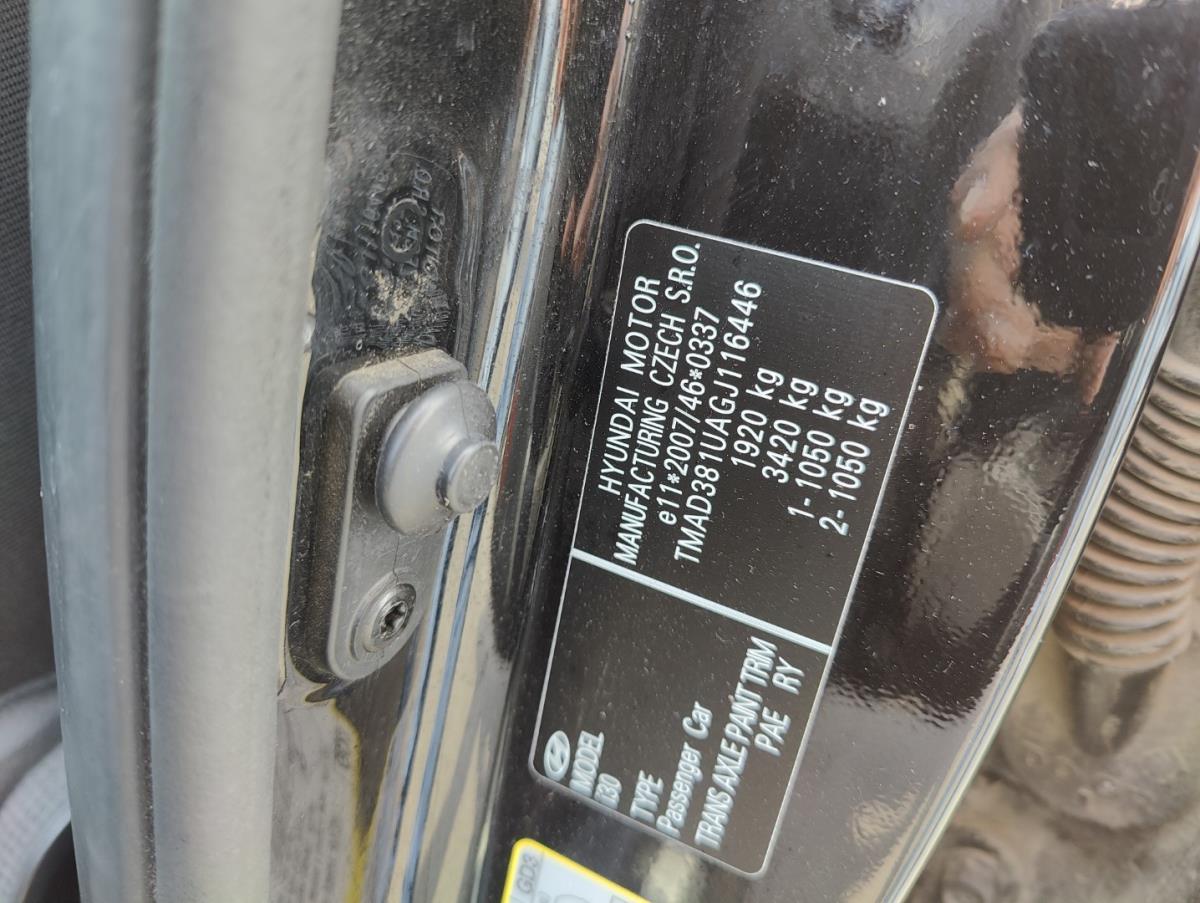 HYUNDAI MOTOR
MANUFACTURING CZECH S.R.O.
e11*2007/46*0337
TMAD381UAGJ116446
1920 kg
3420 kg
1- 1050 kg
2- 1050 kg
MODEL
i30
TYPE
Passenger Car
TRANS AXLE PAINT TRIM
PAE RY
GD3